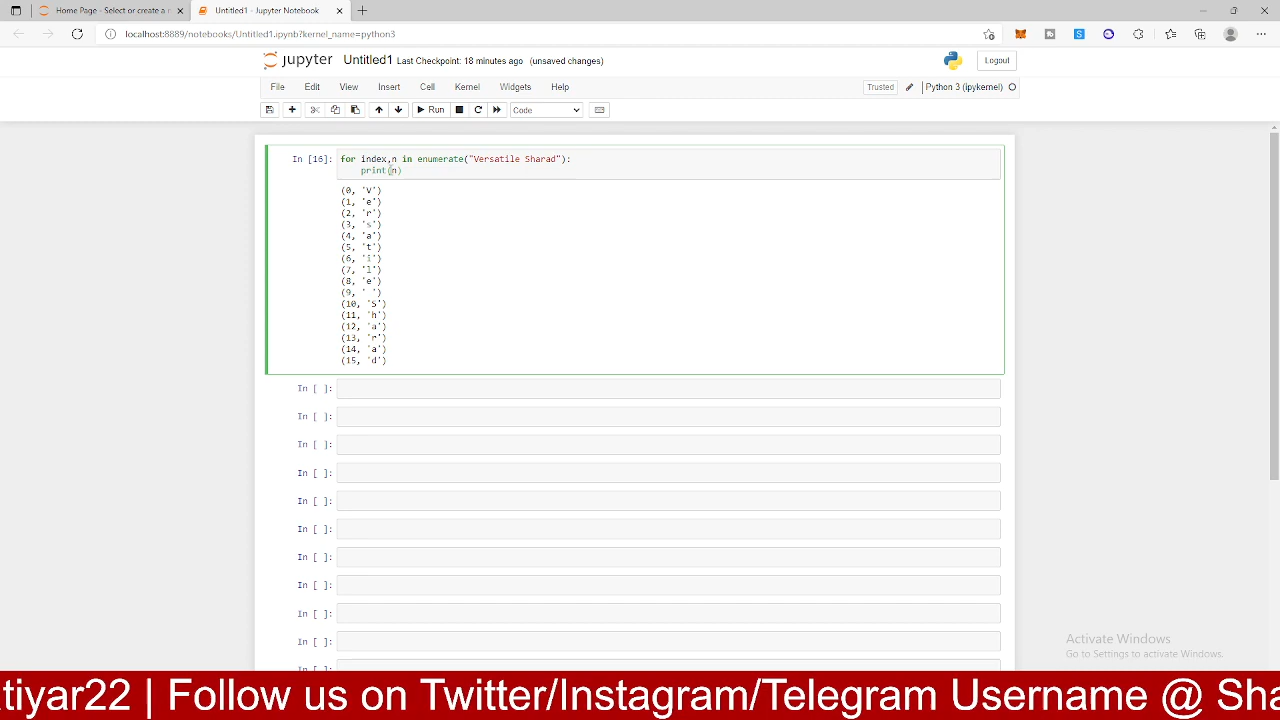 Home Page - Select or create a n
Untitled1 - Jupyter Notebook
localhost:8889/notebooks/Untitled1.ipynb?kernel_name=python3
jupyter Untitled1 Last Checkpoint: 18 minutes ago (unsaved changes)
Logout
File Edit View Insert Cell Kernel Widgets Help
Trusted
Python 3 (ipykernel)
Run
Code
In [16]: for index,n in enumerate("Versatile Sharad"):
print(n)
(0, 'V')
(1, 'e')
(2, 'r')
(3, 's')
(4, 'a')
(5, 't')
(6, 'i')
(7, 'l')
(8, 'e')
(9, ' ')
(10, 'S')
(11, 'h')
(12, 'a')
(13, 'r')
(14, 'a')
(15, 'd')
In [ ]:
In [ ]:
In [ ]:
In [ ]:
In [ ]:
In [ ]:
In [ ]:
In [ ]:
In [ ]:
In [ ]:
In [ ]:
Activate Windows
Go to Settings to activate Windows.
tiyar22 | Follow us on Twitter/Instagram/Telegram Username @ Sha